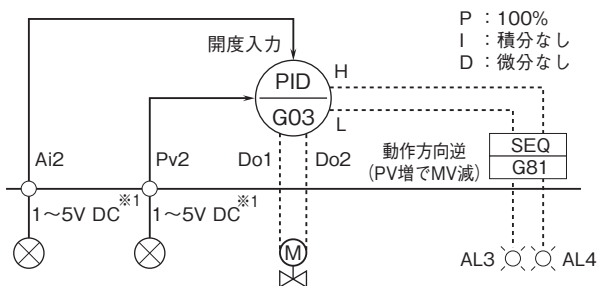 開度入力
PID
G03
H
L
P：100%
I：積分なし
D：微分なし
Ai2
Pv2
Do1
Do2
動作方向逆
（PV増でMV減）
SEQ
G81
1～5V DC※1
1～5V DC※1
M
AL3
AL4